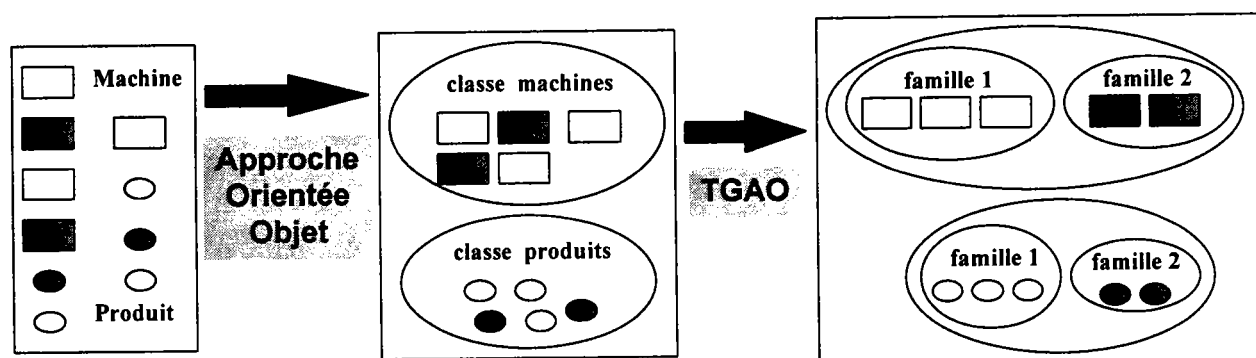 Machine
Produit
Approche
Orientée
Objet
classe machines
classe produits
TGAO
famille 1
famille 2
famille 1
famille 2